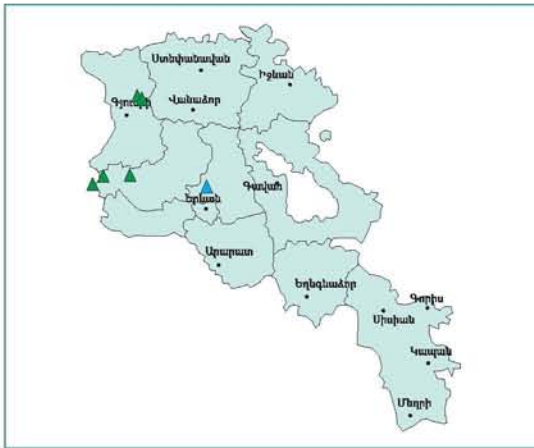 Ստեփանավան
Իջևան
Գյումրի
Վանաձոր
Գավառ
Երևան
Արարատ
Եղեգնաձոր
Գորիս
Սիսիան
Կապան
Մեղրի